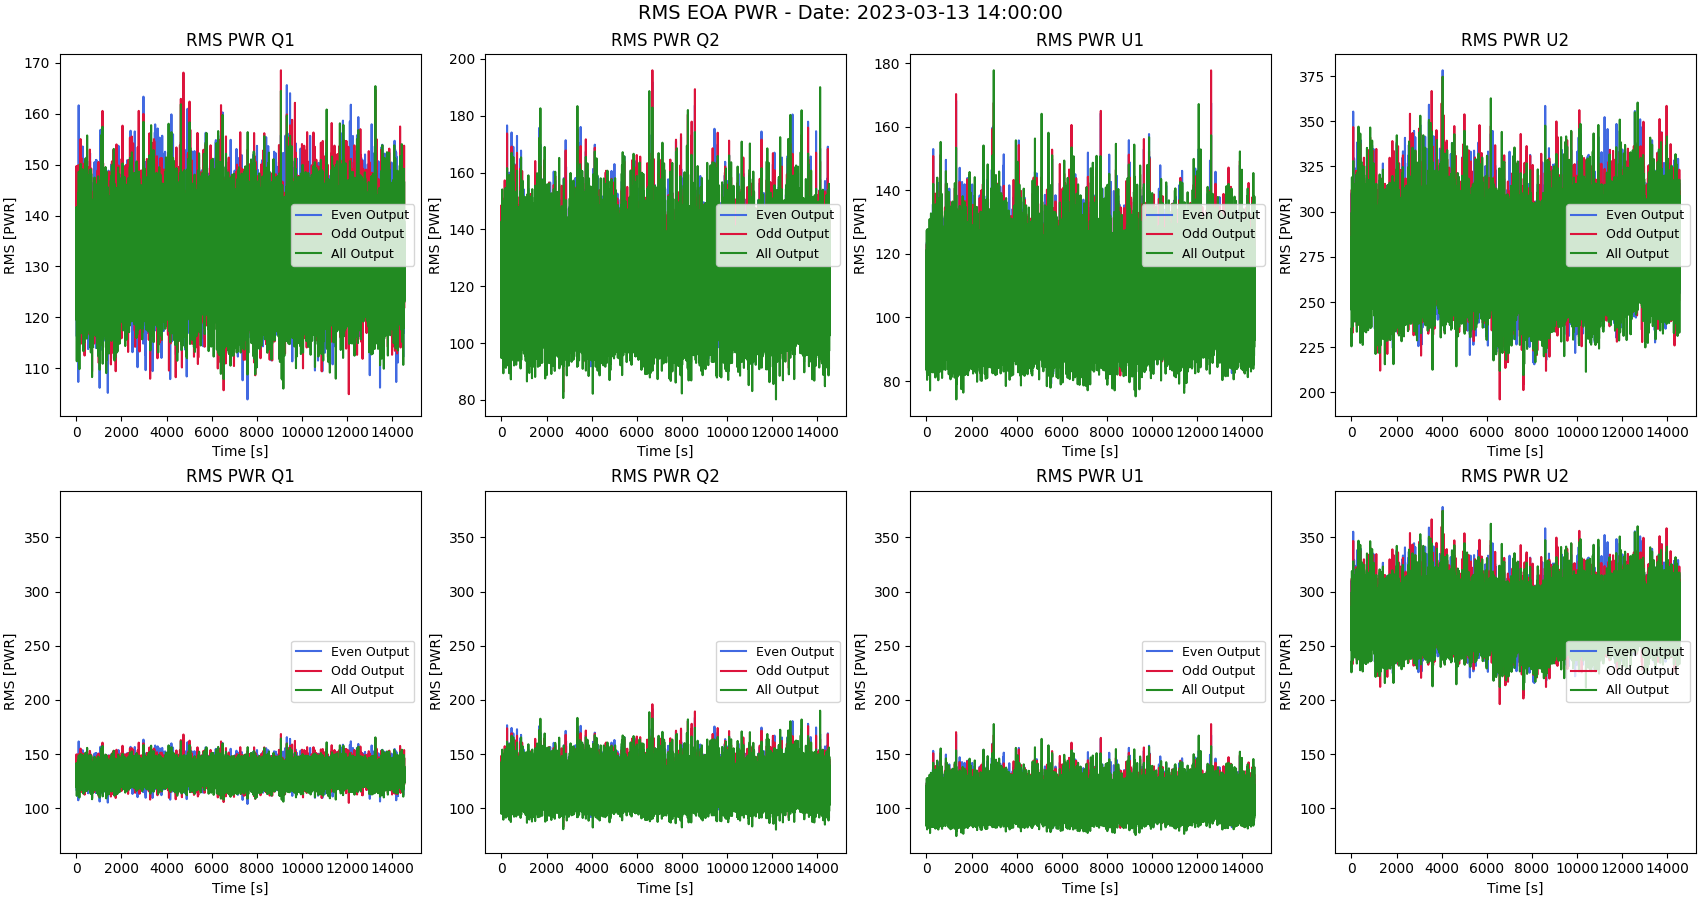 RMS EOA PWR - Date: 2023-03-13 14:00:00
RMS PWR Q1
RMS [PWR]
170
160
150
140
130
120
110
0 2000 4000 6000 8000 10000 12000 14000
Time [s]
Even Output
Odd Output
All Output
RMS PWR Q2
RMS [PWR]
200
180
160
140
120
100
80
0 2000 4000 6000 8000 10000 12000 14000
Time [s]
Even Output
Odd Output
All Output
RMS PWR U1
RMS [PWR]
180
160
140
120
100
80
0 2000 4000 6000 8000 10000 12000 14000
Time [s]
Even Output
Odd Output
All Output
RMS PWR U2
RMS [PWR]
375
350
325
300
275
250
225
200
0 2000 4000 6000 8000 10000 12000 14000
Time [s]
Even Output
Odd Output
All Output
RMS PWR Q1
RMS [PWR]
350
300
250
200
150
100
0 2000 4000 6000 8000 10000 12000 14000
Time [s]
Even Output
Odd Output
All Output
RMS PWR Q2
RMS [PWR]
350
300
250
200
150
100
0 2000 4000 6000 8000 10000 12000 14000
Time [s]
Even Output
Odd Output
All Output
RMS PWR U1
RMS [PWR]
350
300
250
200
150
100
0 2000 4000 6000 8000 10000 12000 14000
Time [s]
Even Output
Odd Output
All Output
RMS PWR U2
RMS [PWR]
350
300
250
200
150
100
0 2000 4000 6000 8000 10000 12000 14000
Time [s]
Even Output
Odd Output
All Output